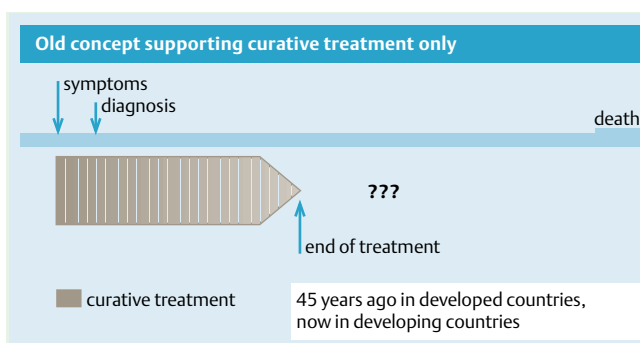 Old concept supporting curative treatment only
symptoms
diagnosis
death
???
end of treatment
curative treatment
45 years ago in developed countries,
now in developing countries